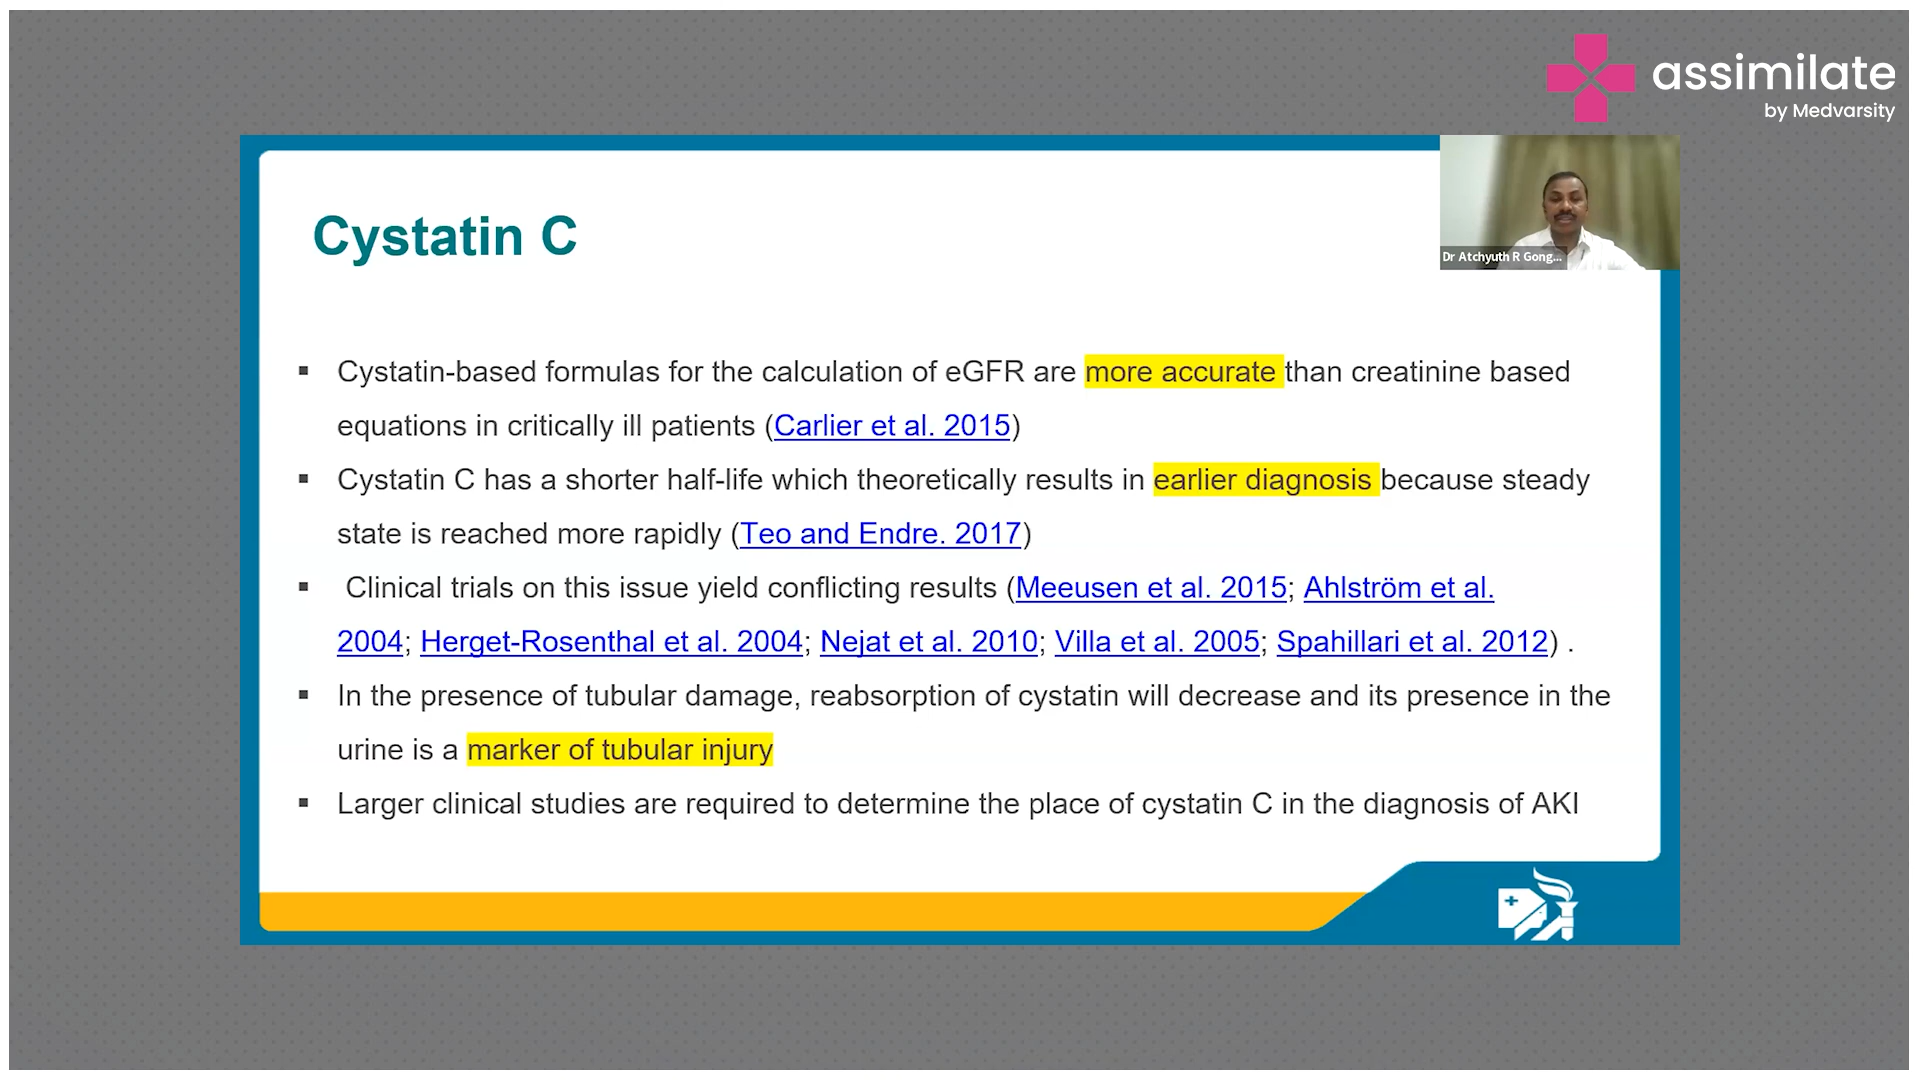 assimilate
by Medvarsity
Dr Atchyuth R Gong...
Cystatin C
▪ Cystatin-based formulas for the calculation of eGFR are more accurate than creatinine based
equations in critically ill patients (Carlier et al. 2015)
▪ Cystatin C has a shorter half-life which theoretically results in earlier diagnosis because steady
state is reached more rapidly (Teo and Endre. 2017)
▪ Clinical trials on this issue yield conflicting results (Meeusen et al. 2015; Ahlström et al.
2004; Herget-Rosenthal et al. 2004; Nejat et al. 2010; Villa et al. 2005; Spahillari et al. 2012) .
▪ In the presence of tubular damage, reabsorption of cystatin will decrease and its presence in the
urine is a marker of tubular injury
▪ Larger clinical studies are required to determine the place of cystatin C in the diagnosis of AKI